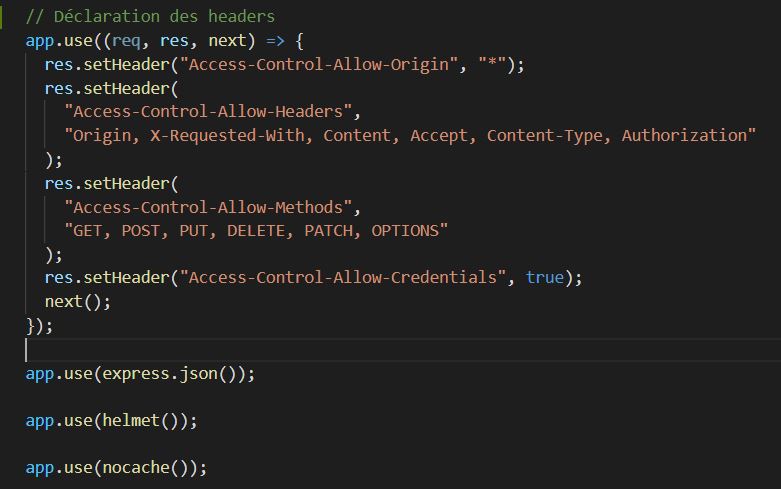 // Déclaration des headers
app.use((req, res, next) => {
  res.setHeader("Access-Control-Allow-Origin", "*");
  res.setHeader(
    "Access-Control-Allow-Headers",
    "Origin, X-Requested-With, Content, Accept, Content-Type, Authorization"
  );
  res.setHeader(
    "Access-Control-Allow-Methods",
    "GET, POST, PUT, DELETE, PATCH, OPTIONS"
  );
  res.setHeader("Access-Control-Allow-Credentials", true);
  next();
});
app.use(express.json());
app.use(helmet());
app.use(nocache());